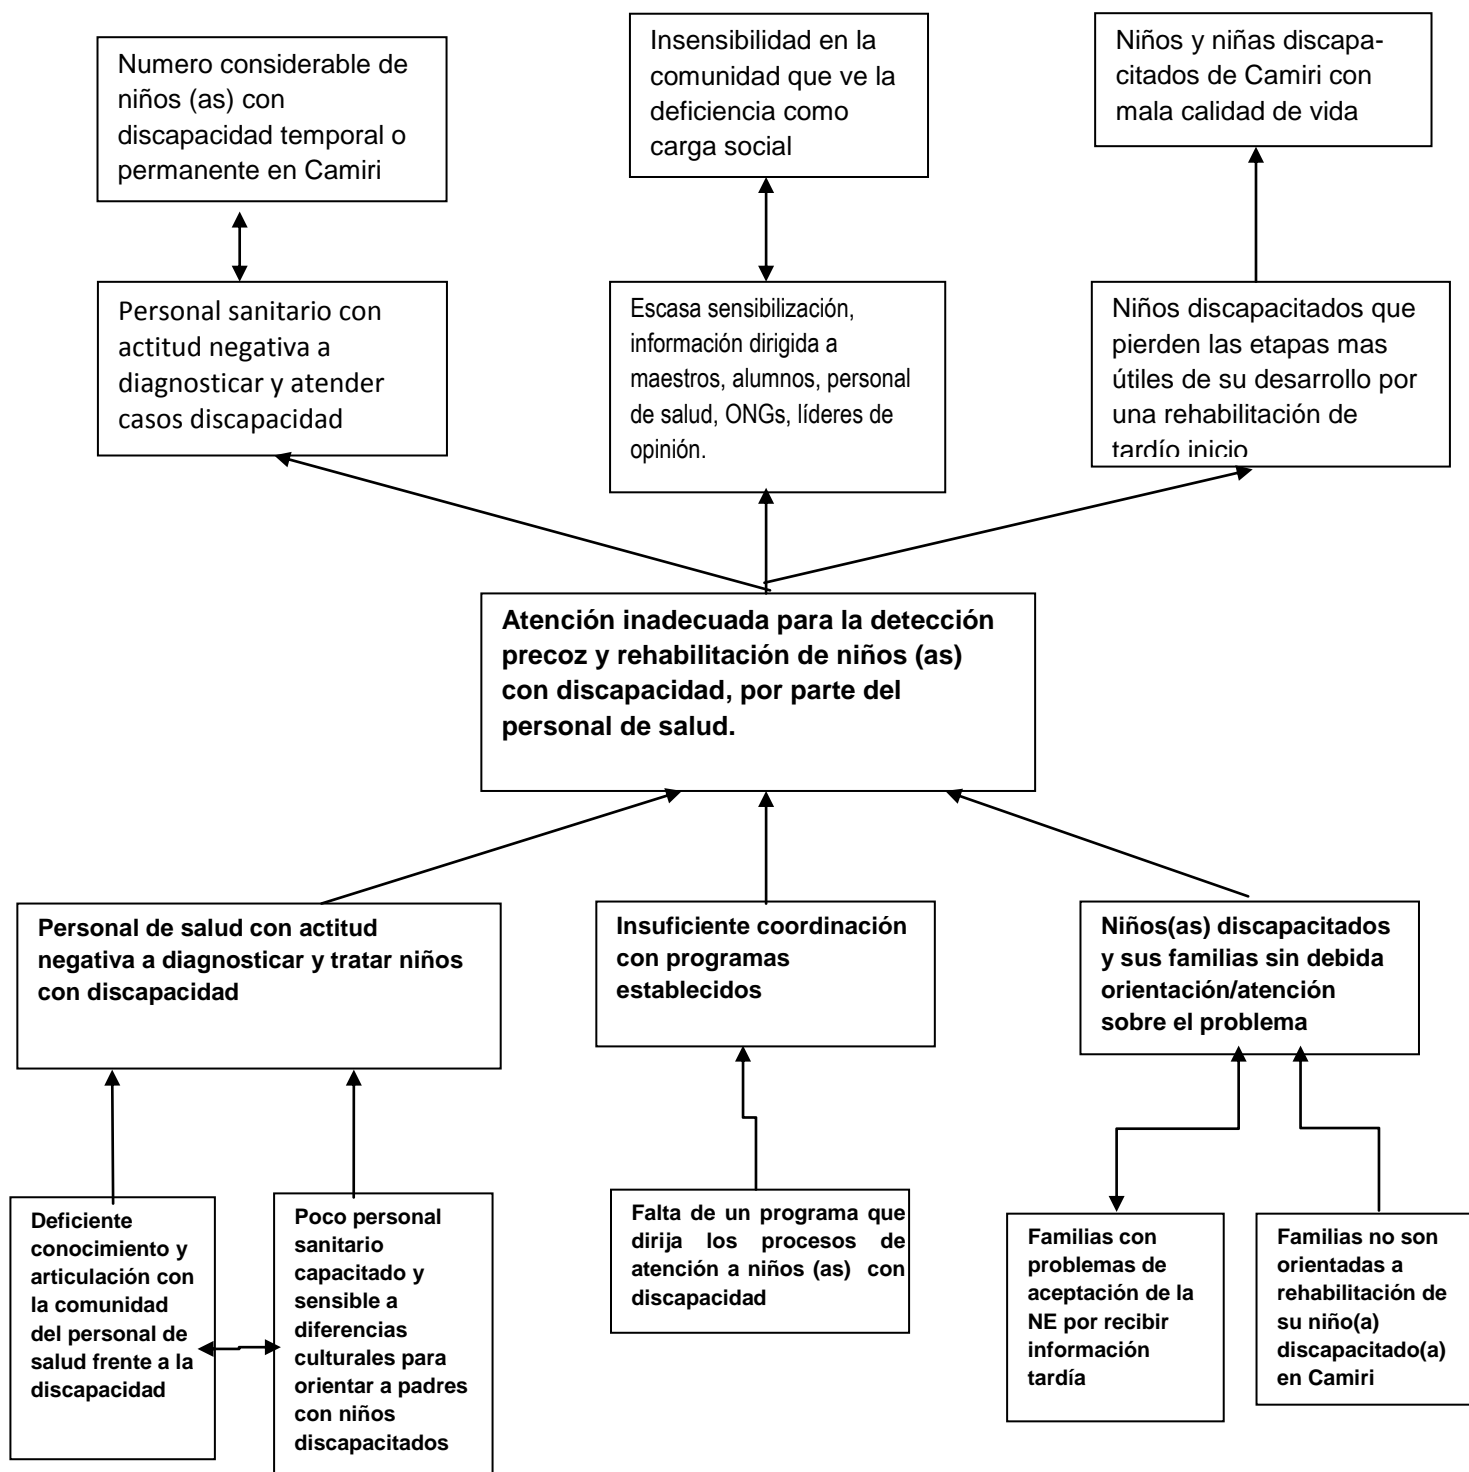 Numero considerable de
niños (as) con
discapacidad temporal o
permanente en Camiri
Insensibilidad en la
comunidad que ve la
deficiencia como
carga social
Niños y niñas discapa-
citados de Camiri con
mala calidad de vida
Personal sanitario con
actitud negativa a
diagnosticar y atender
casos discapacidad
Escasa sensibilización,
información dirigida a
maestros, alumnos, personal
de salud, ONGs, líderes de
opinión.
Niños discapacitados que
pierden las etapas mas
útiles de su desarrollo por
una rehabilitación de
tardío inicio
Atención inadecuada para la detección
precoz y rehabilitación de niños (as)
con discapacidad, por parte del
personal de salud.
Personal de salud con actitud
negativa a diagnosticar y tratar niños
con discapacidad
Insuficiente coordinación
con programas
establecidos
Niños(as) discapacitados
y sus familias sin debida
orientación/atención
sobre el problema
Deficiente
conocimiento y
articulación con
la comunidad
del personal de
salud frente a la
discapacidad
Poco personal
sanitario
capacitado y
sensible a
diferencias
culturales para
orientar a padres
con niños
discapacitados
Falta de un programa que
dirija los procesos de
atención a niños (as) con
discapacidad
Familias con
problemas de
aceptación de la
NE por recibir
información
tardía
Familias no son
orientadas a
rehabilitación de
su niño(a)
discapacitado(a)
en Camiri